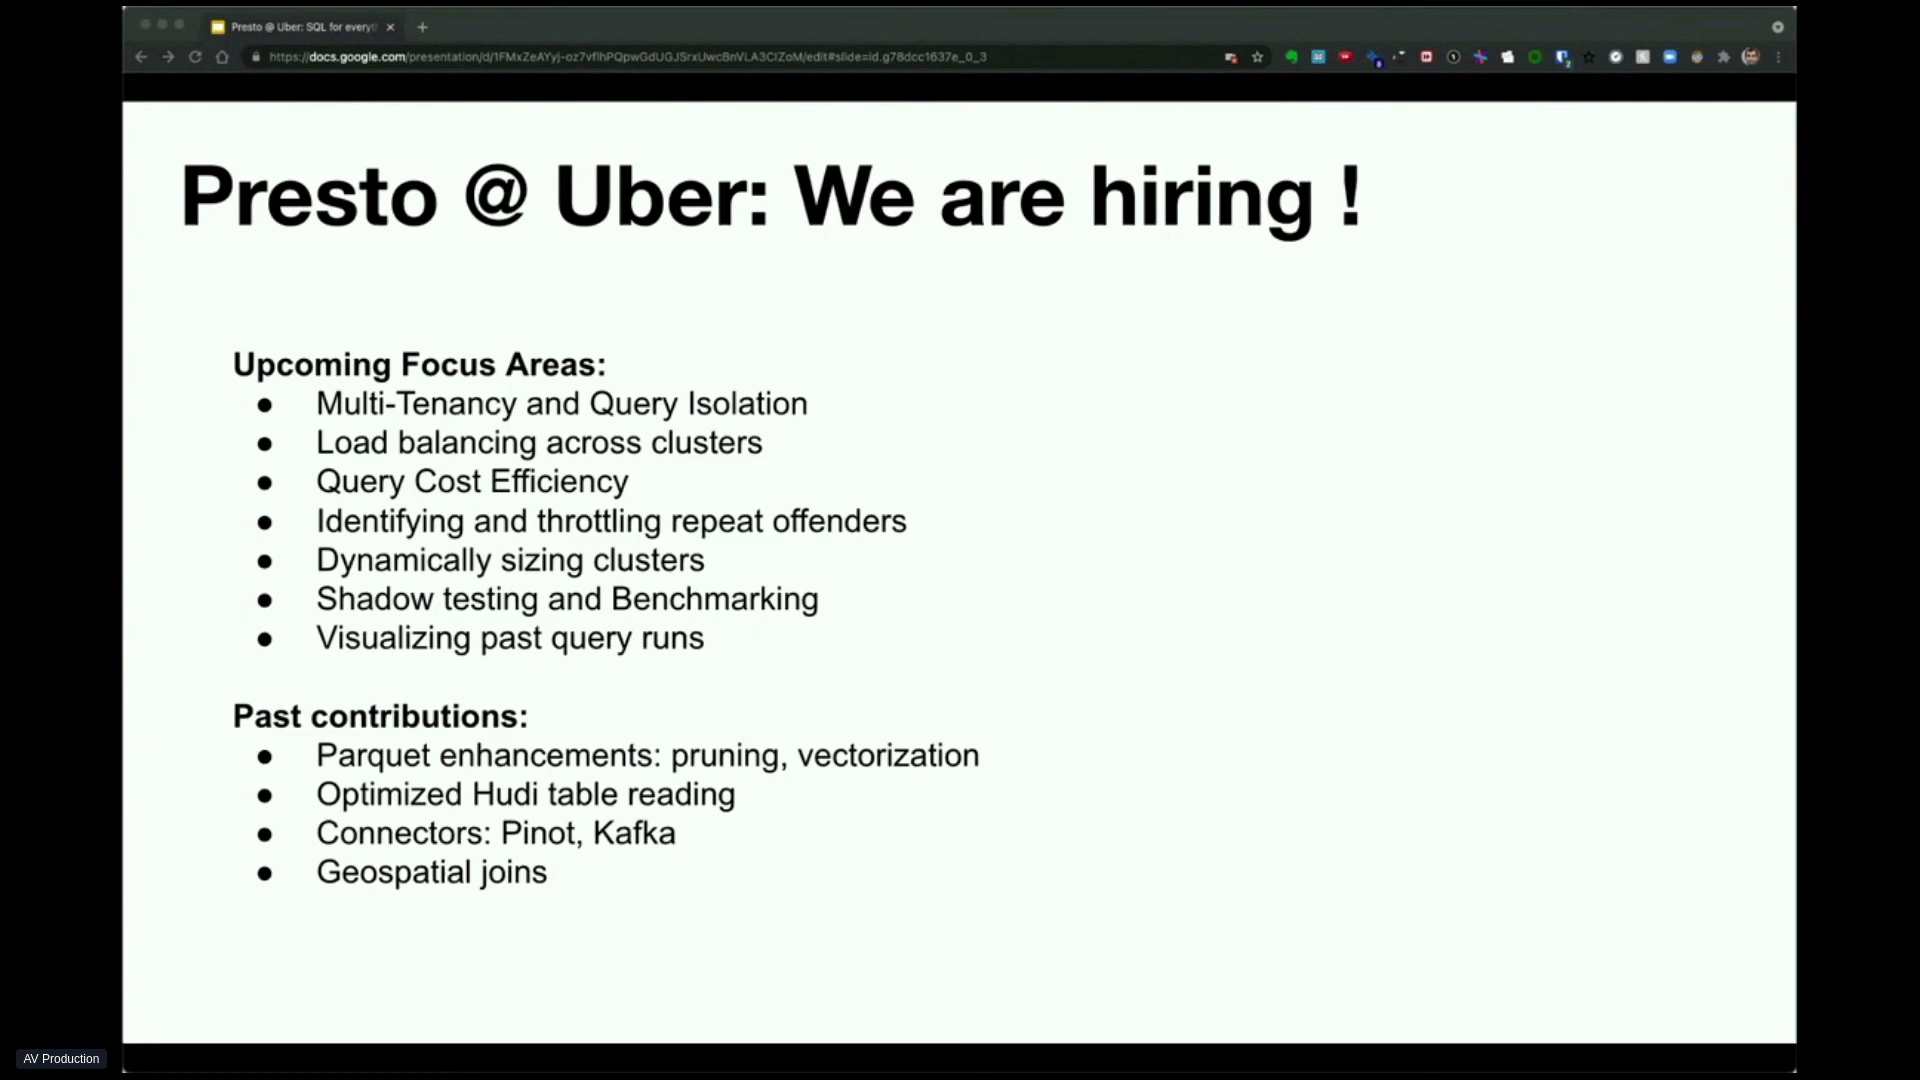 Presto @ Uber: SQL for every
https://docs.google.com/presentation/d/1FMxZeAYyj-oz7vflhPQpwGdUGJSrxUwcBnVLA3ClZoM/edit#slide=id.g78dcc1637e_0_3
Presto @ Uber: We are hiring !
Upcoming Focus Areas:
● Multi-Tenancy and Query Isolation
● Load balancing across clusters
● Query Cost Efficiency
● Identifying and throttling repeat offenders
● Dynamically sizing clusters
● Shadow testing and Benchmarking
● Visualizing past query runs
Past contributions:
● Parquet enhancements: pruning, vectorization
● Optimized Hudi table reading
● Connectors: Pinot, Kafka
● Geospatial joins
AV Production